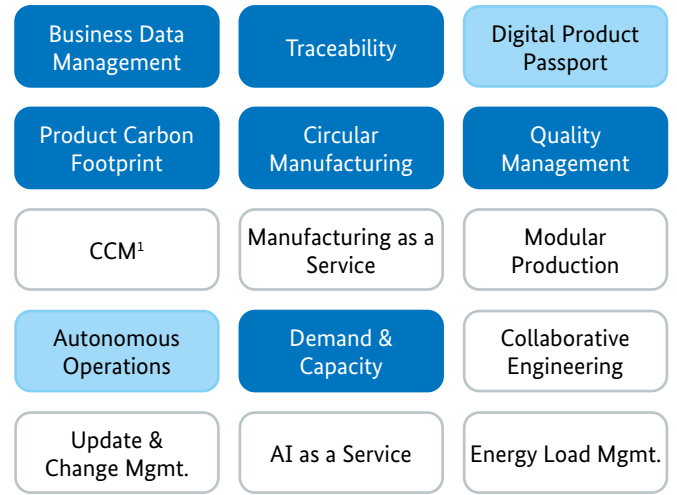 Business Data
Management
Traceability
Digital Product
Passport
Product Carbon
Footprint
Circular
Manufacturing
Quality
Management
CCM¹
Manufacturing as a
Service
Modular
Production
Autonomous
Operations
Demand &
Capacity
Collaborative
Engineering
Update &
Change Mgmt.
AI as a Service
Energy Load Mgmt.